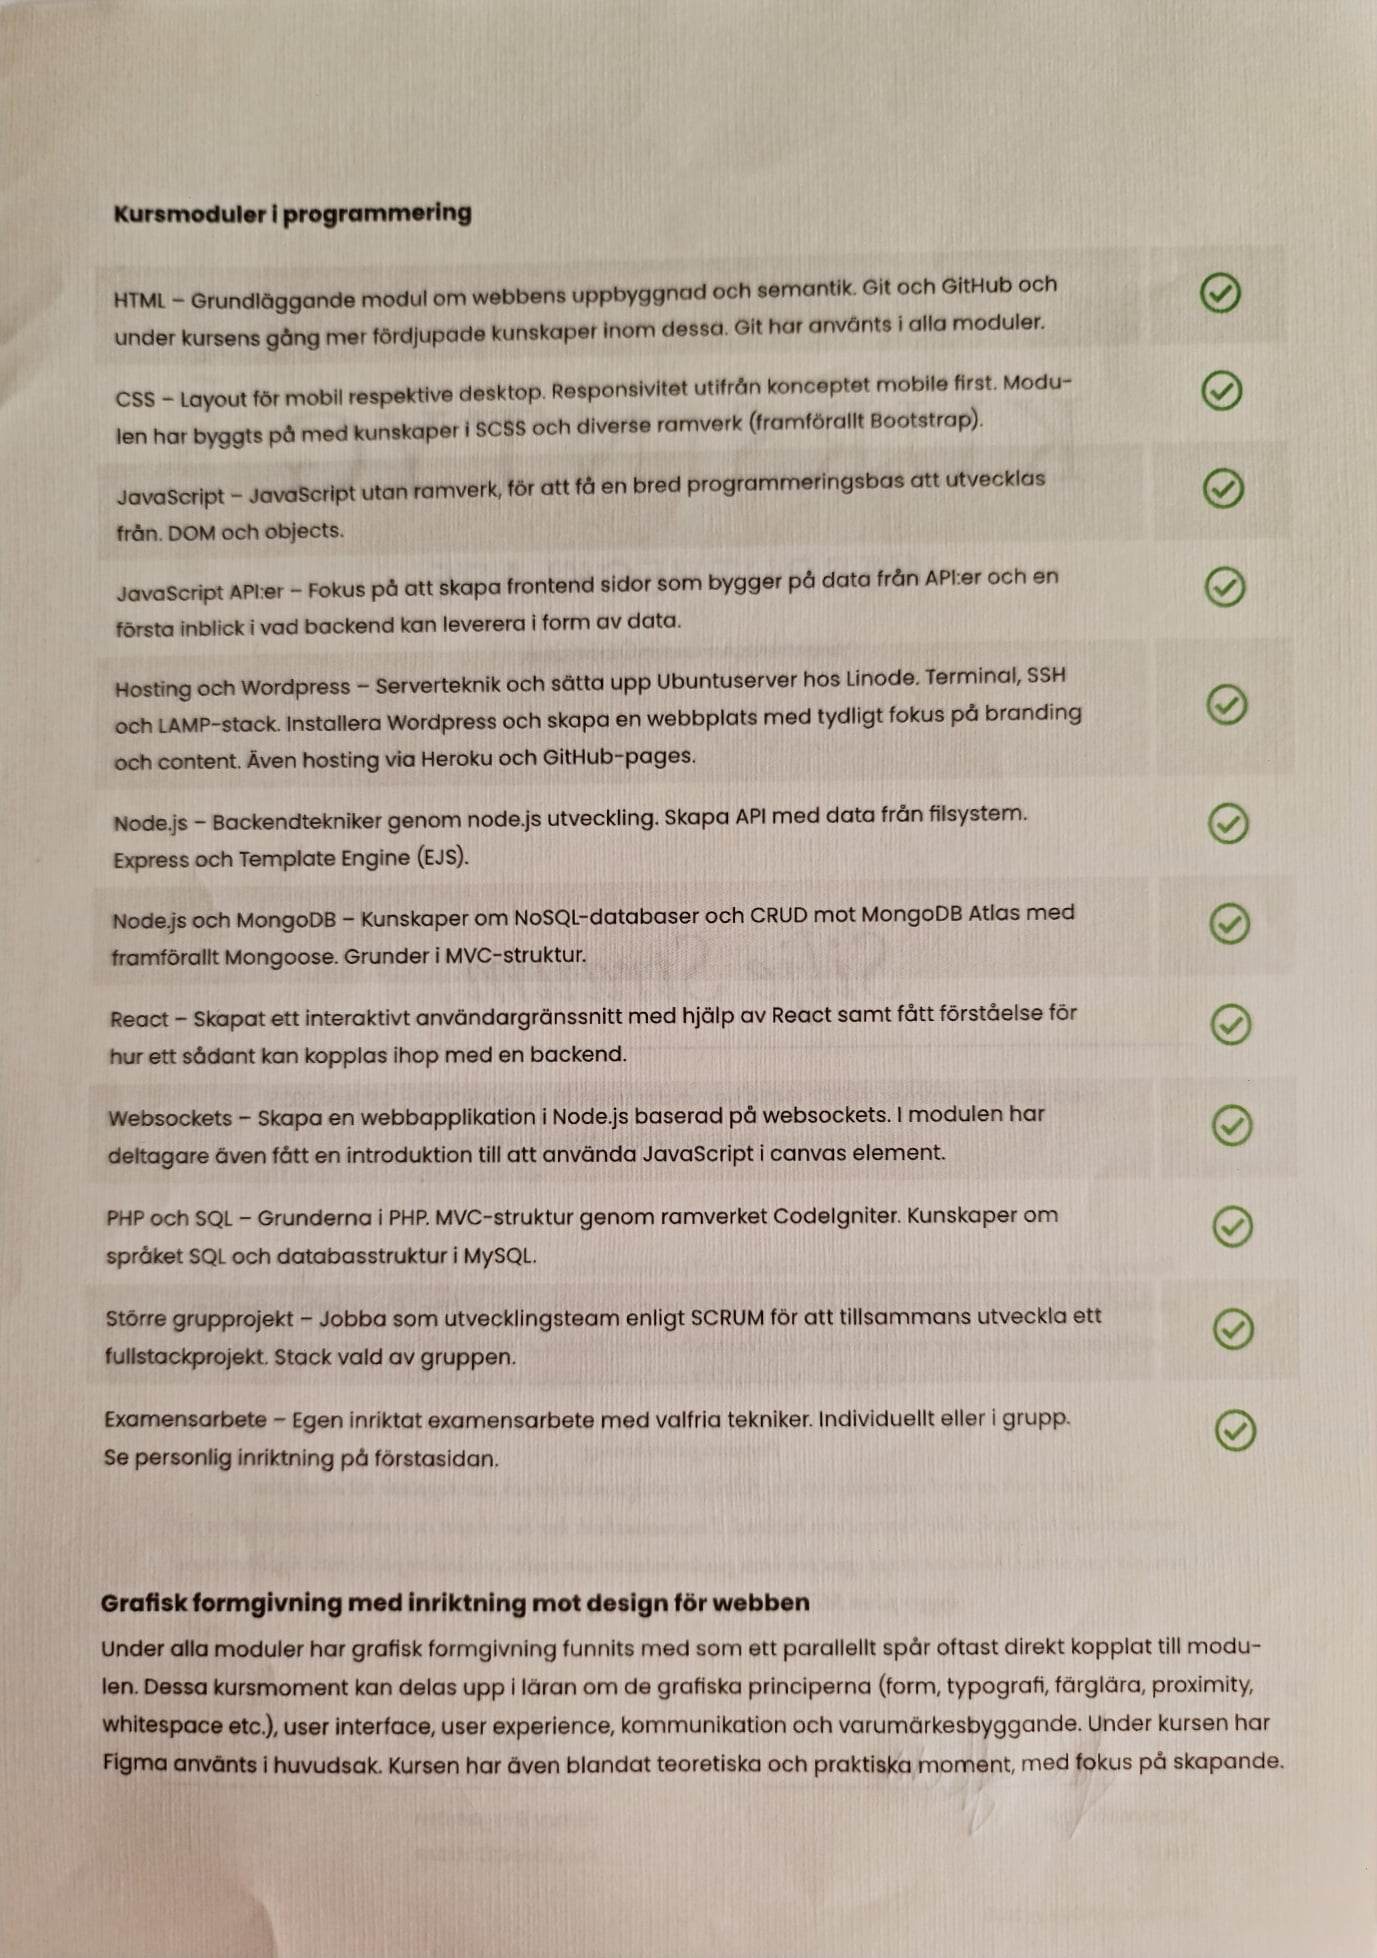 Kursmoduler i programmering
HTML – Grundläggande modul om webbens uppbyggnad och semantik. Git och GitHub och
under kursens gång mer fördjupade kunskaper inom dessa. Git har använts i alla moduler.
CSS – Layout för mobil respektive desktop. Responsivitet utifrån konceptet mobile first. Modu-
len har byggts på med kunskaper i SCSS och diverse ramverk (framförallt Bootstrap).
JavaScript – JavaScript utan ramverk, för att få en bred programmeringsbas att utvecklas
från. DOM och objects.
JavaScript API:er – Fokus på att skapa frontend sidor som bygger på data från API:er och en
första inblick i vad backend kan leverera i form av data.
Hosting och Wordpress – Serverteknik och sätta upp Ubuntuserver hos Linode. Terminal, SSH
och LAMP-stack. Installera Wordpress och skapa en webbplats med tydligt fokus på branding
och content. Även hosting via Heroku och GitHub-pages.
Node.js – Backendtekniker genom node.js utveckling. Skapa API med data från filsystem.
Express och Template Engine (EJS).
Node.js och MongoDB – Kunskaper om NoSQL-databaser och CRUD mot MongoDB Atlas med
framförallt Mongoose. Grunder i MVC-struktur.
React – Skapat ett interaktivt användargränssnitt med hjälp av React samt fått förståelse för
hur ett sådant kan kopplas ihop med en backend.
Websockets – Skapa en webbapplikation i Node.js baserad på websockets. I modulen har
deltagare även fått en introduktion till att använda JavaScript i canvas element.
PHP och SQL – Grunderna i PHP. MVC-struktur genom ramverket CodeIgniter. Kunskaper om
språket SQL och databasstruktur i MySQL.
Större grupprojekt – Jobba som utvecklingsteam enligt SCRUM för att tillsammans utveckla ett
fullstackprojekt. Stack vald av gruppen.
Examensarbete – Egen inriktat examensarbete med valfria tekniker. Individuellt eller i grupp.
Se personlig inriktning på förstasidan.
Grafisk formgivning med inriktning mot design för webben
Under alla moduler har grafisk formgivning funnits med som ett parallellt spår oftast direkt kopplat till modu-
len. Dessa kursmoment kan delas upp i läran om de grafiska principerna (form, typografi, färglära, proximity,
whitespace etc.), user interface, user experience, kommunikation och varumärkesbyggande. Under kursen har
Figma använts i huvudsak. Kursen har även blandat teoretiska och praktiska moment, med fokus på skapande.